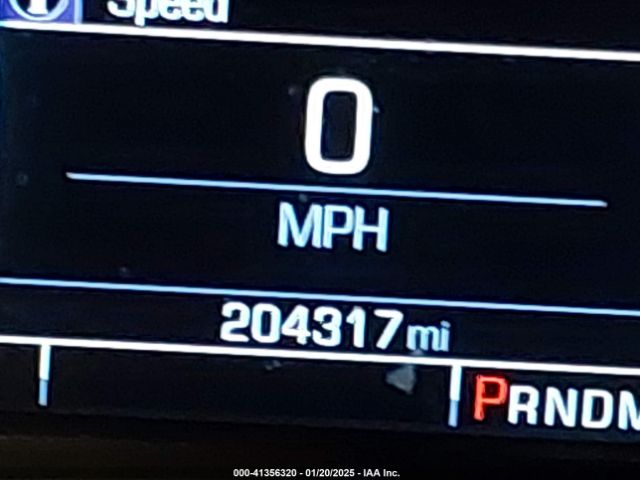 Speed
0
MPH
204317 mi
PRNDM
000-41356320 - 01/20/2025 - IAA Inc.